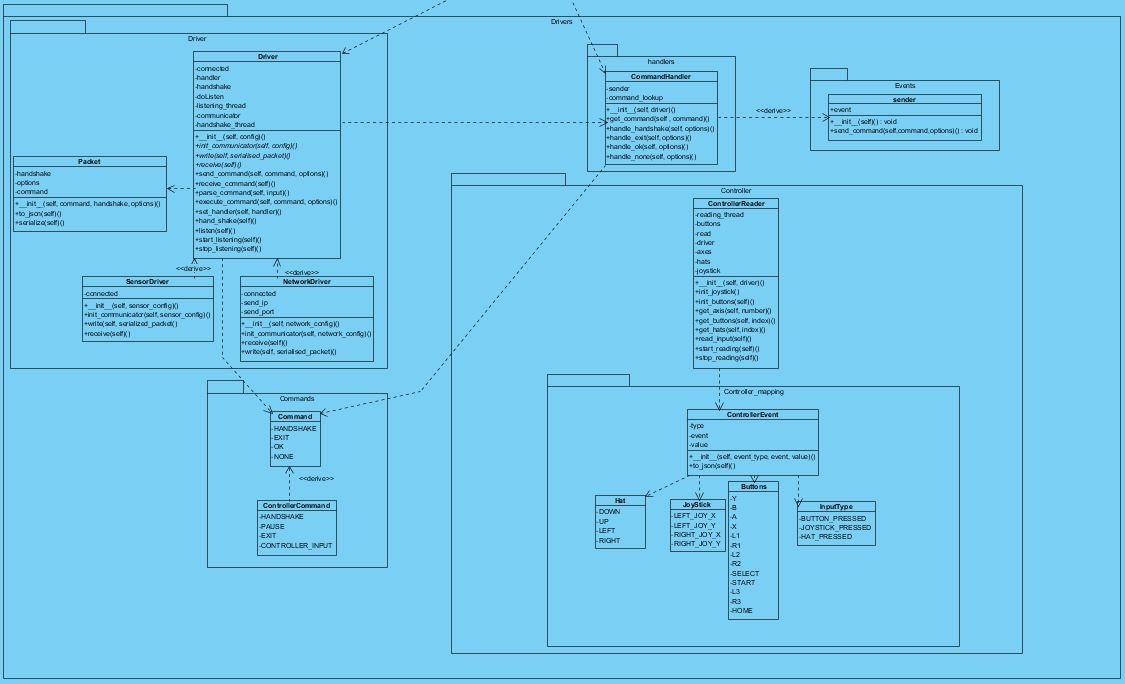 Drivers
Driver
Driver
-connected
-handler
-handshake
-doListen
-listening_thread
-communicator
-handshake_thread
+__init__(self, config)()
+init_communicator(self, config)()
+write(self, serialised_packet)()
+receive(self)()
+send_command(self, command, options)()
+receive_command(self)()
+parse_command(self, input)()
+execute_command(self, command, options)()
+set_handler(self, handler)()
+hand_shake(self)()
+listen(self)()
+start_listening(self)()
+stop_listening(self)()
Packet
-handshake
-options
-command
+__init__(self, command, handshake, options)()
+to_json(self)()
+serialize(self)()
<<derive>>
<<derive>>
SensorDriver
-connected
+__init__(self, sensor_config)()
+init_communicator(self, sensor_config)()
+write(self, serialized_packet)()
+receive(self)()
NetworkDriver
-connected
-send_ip
-send_port
+__init__(self, network_config)()
+init_communicator(self, network_config)()
+receive(self)()
+write(self, serialised_packet)()
Commands
Command
-HANDSHAKE
-EXIT
-OK
-NONE
<<derive>>
ControllerCommand
-HANDSHAKE
-PAUSE
-EXIT
-CONTROLLER_INPUT
handlers
CommandHandler
-sender
-command_lookup
+__init__(self, driver)()
+get_command(self , command)()
+handle_handshake(self, options)()
+handle_exit(self, options)()
+handle_ok(self, options)()
+handle_none(self, options)()
<<derive>>
Events
sender
+event
+__init__(self)() : void
+send_command(self,command,options)() : void
Controller
ControllerReader
-reading_thread
-buttons
-read
-driver
-axes
-hats
-joystick
+__init__(self, driver)()
+init_joystick()
+init_buttons(self)()
+get_axis(self, number)()
+get_buttons(self, index)()
+get_hats(self, index)()
+read_input(self)()
+start_reading(self)()
+stop_reading(self)()
Controller_mapping
ControllerEvent
-type
-event
-value
+__init__(self, event_type, event, value)()
+to_json(self)()
Hat
-DOWN
-UP
-LEFT
-RIGHT
JoyStick
-LEFT_JOY_X
-LEFT_JOY_Y
-RIGHT_JOY_X
-RIGHT_JOY_Y
Buttons
-Y
-B
-A
-X
-L1
-R1
-L2
-R2
-SELECT
-START
-L3
-R3
-HOME
InputType
-BUTTON_PRESSED
-JOYSTICK_PRESSED
-HAT_PRESSED